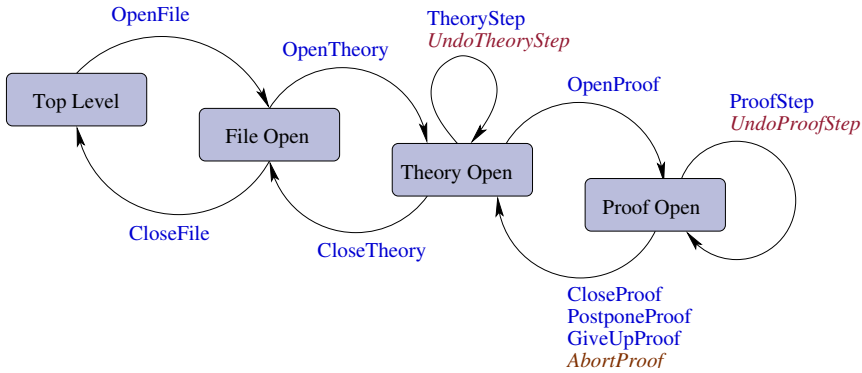 OpenFile
TheoryStep
UndoTheoryStep
OpenTheory
OpenProof
Top Level
ProofStep
UndoProofStep
File Open
Theory Open
Proof Open
CloseFile
CloseTheory
CloseProof
PostponeProof
GiveUpProof
AbortProof